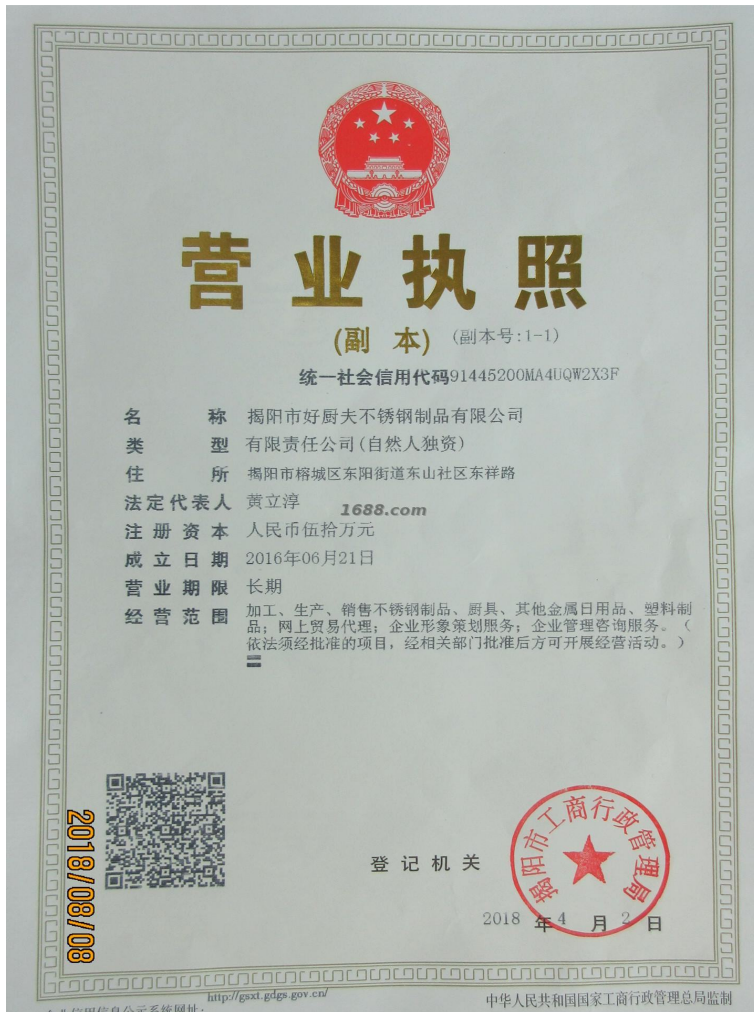 营业执照
(副 本) (副本号:1-1)
统一社会信用代码91445200MA4UQW2X3F
名 称 揭阳市好厨夫不锈钢制品有限公司
类 型 有限责任公司(自然人独资)
住 所 揭阳市榕城区东阳街道东山社区东祥路
法定代表人 黄立淳
1688.com
注册资本 人民币伍拾万元
成立日期 2016年06月21日
营业期限 长期
经营范围 加工、生产、销售不锈钢制品、厨具、其他金属日用品、塑料制
品；网上贸易代理；企业形象策划服务；企业管理咨询服务。（
依法须经批准的项目，经相关部门批准后方可开展经营活动。）
2018/08/08
登记机关
揭阳市工商行政管理局
2018 年 4 月 2 日
http://gsxt.gdgs.gov.cn/
企业信用信息公示系统网址:
中华人民共和国国家工商行政管理总局监制